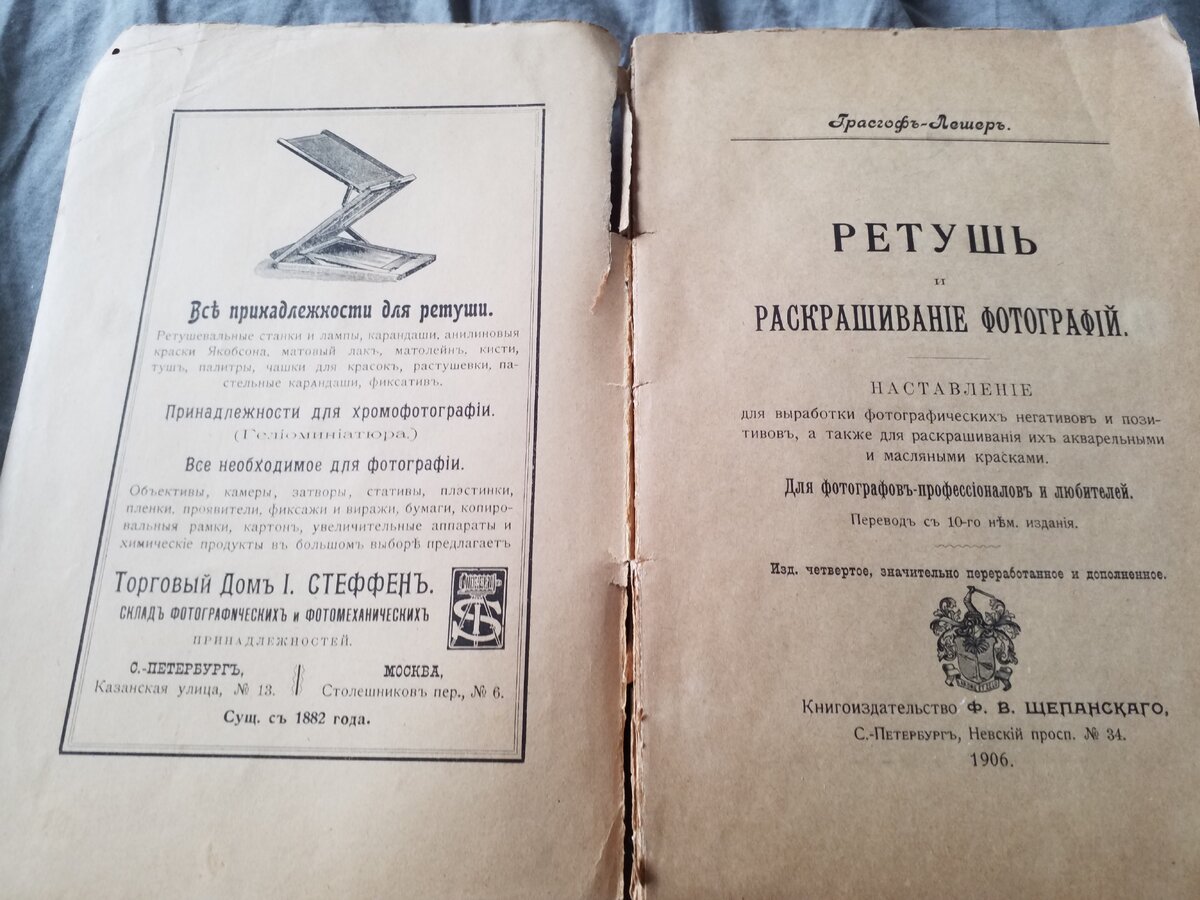 Всѣ принадлежности для ретуши.
Ретушевальные станки и лампы, карандаши, анилиновыя
краски Якобсона, матовый лакъ, матолейнъ, кисти,
тушь, палитры, чашки для красокъ, растушевки, па-
стельные карандаши, фиксативъ.
Принадлежности для хромофотографіи.
(Геліоминіатюра.)
Все необходимое для фотографіи.
Объективы, камеры, затворы, стативы, пластинки,
пленки, проявители, фиксажи и виражи, бумаги, копиро-
вальныя рамки, картонъ, увеличительные аппараты и
химическіе продукты въ большомъ выборѣ предлагаетъ
Торговый Домъ І. СТЕФФЕНЪ.
СКЛАДЪ ФОТОГРАФИЧЕСКИХЪ и ФОТОМЕХАНИЧЕСКИХЪ
ПРИНАДЛЕЖНОСТЕЙ.
С.-ПЕТЕРБУРГЪ,
Казанская улица, № 13.
МОСКВА,
Столешниковъ пер., № 6.
Сущ. съ 1882 года.
Грасгофъ-Лешеръ.
РЕТУШЬ
и
РАСКРАШИВАНІЕ ФОТОГРАФІЙ.
НАСТАВЛЕНІЕ
для выработки фотографическихъ негативовъ и пози-
тивовъ, а также для раскрашиванія ихъ акварельными
и масляными красками.
Для фотографовъ-профессіоналовъ и любителей.
Переводъ съ 10-го нѣм. изданія.
Изд. четвертое, значительно переработанное и дополненное.
Книгоиздательство Ф. В. ЩЕПАНСКАГО,
С.-Петербургъ, Невскій просп. № 34.
1906.